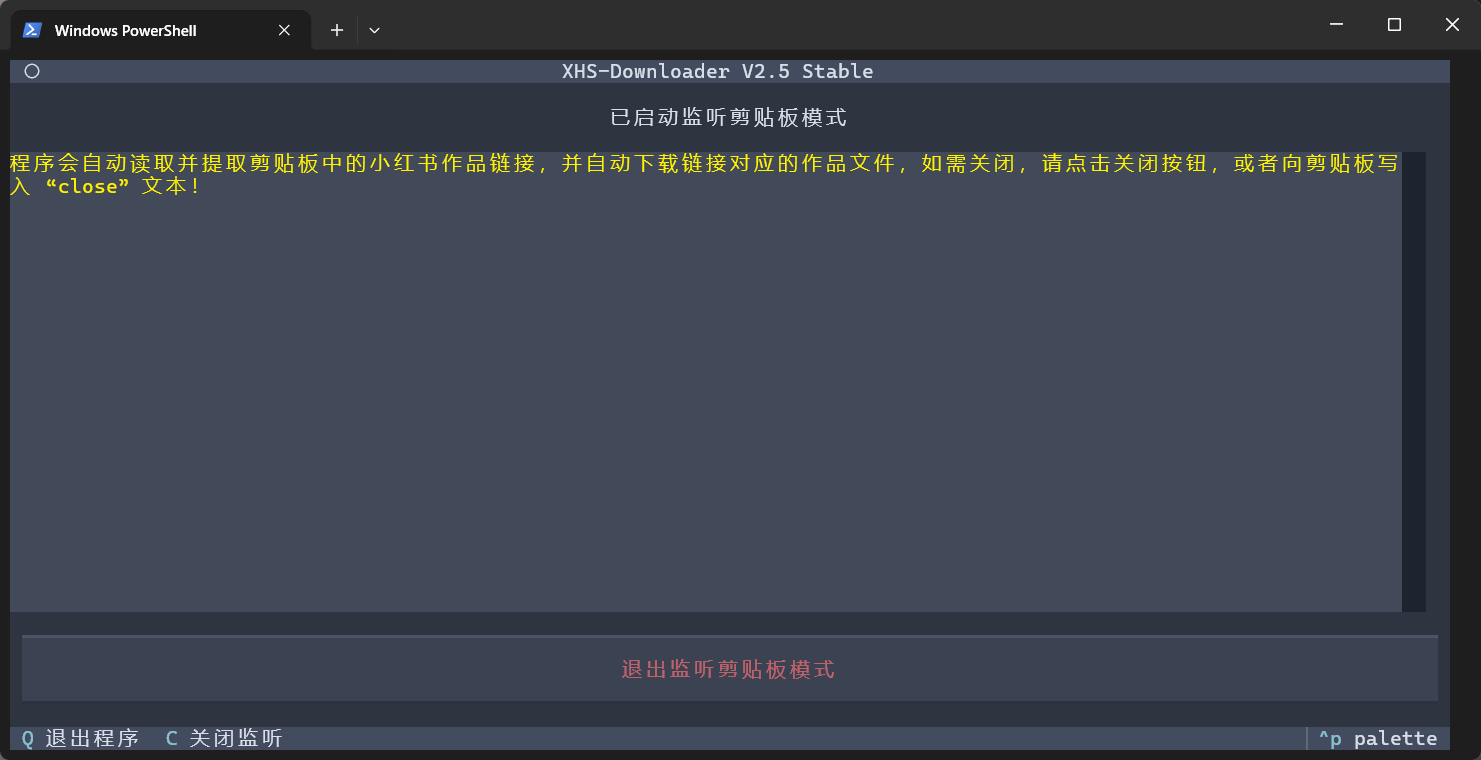 Windows PowerShell
XHS-Downloader V2.5 Stable
已启动监听剪贴板模式
程序会自动读取并提取剪贴板中的小红书作品链接，并自动下载链接对应的作品文件，如需关闭，请点击关闭按钮，或者向剪贴板写
入 “close” 文本！
退出监听剪贴板模式
Q 退出程序 C 关闭监听 ^p palette